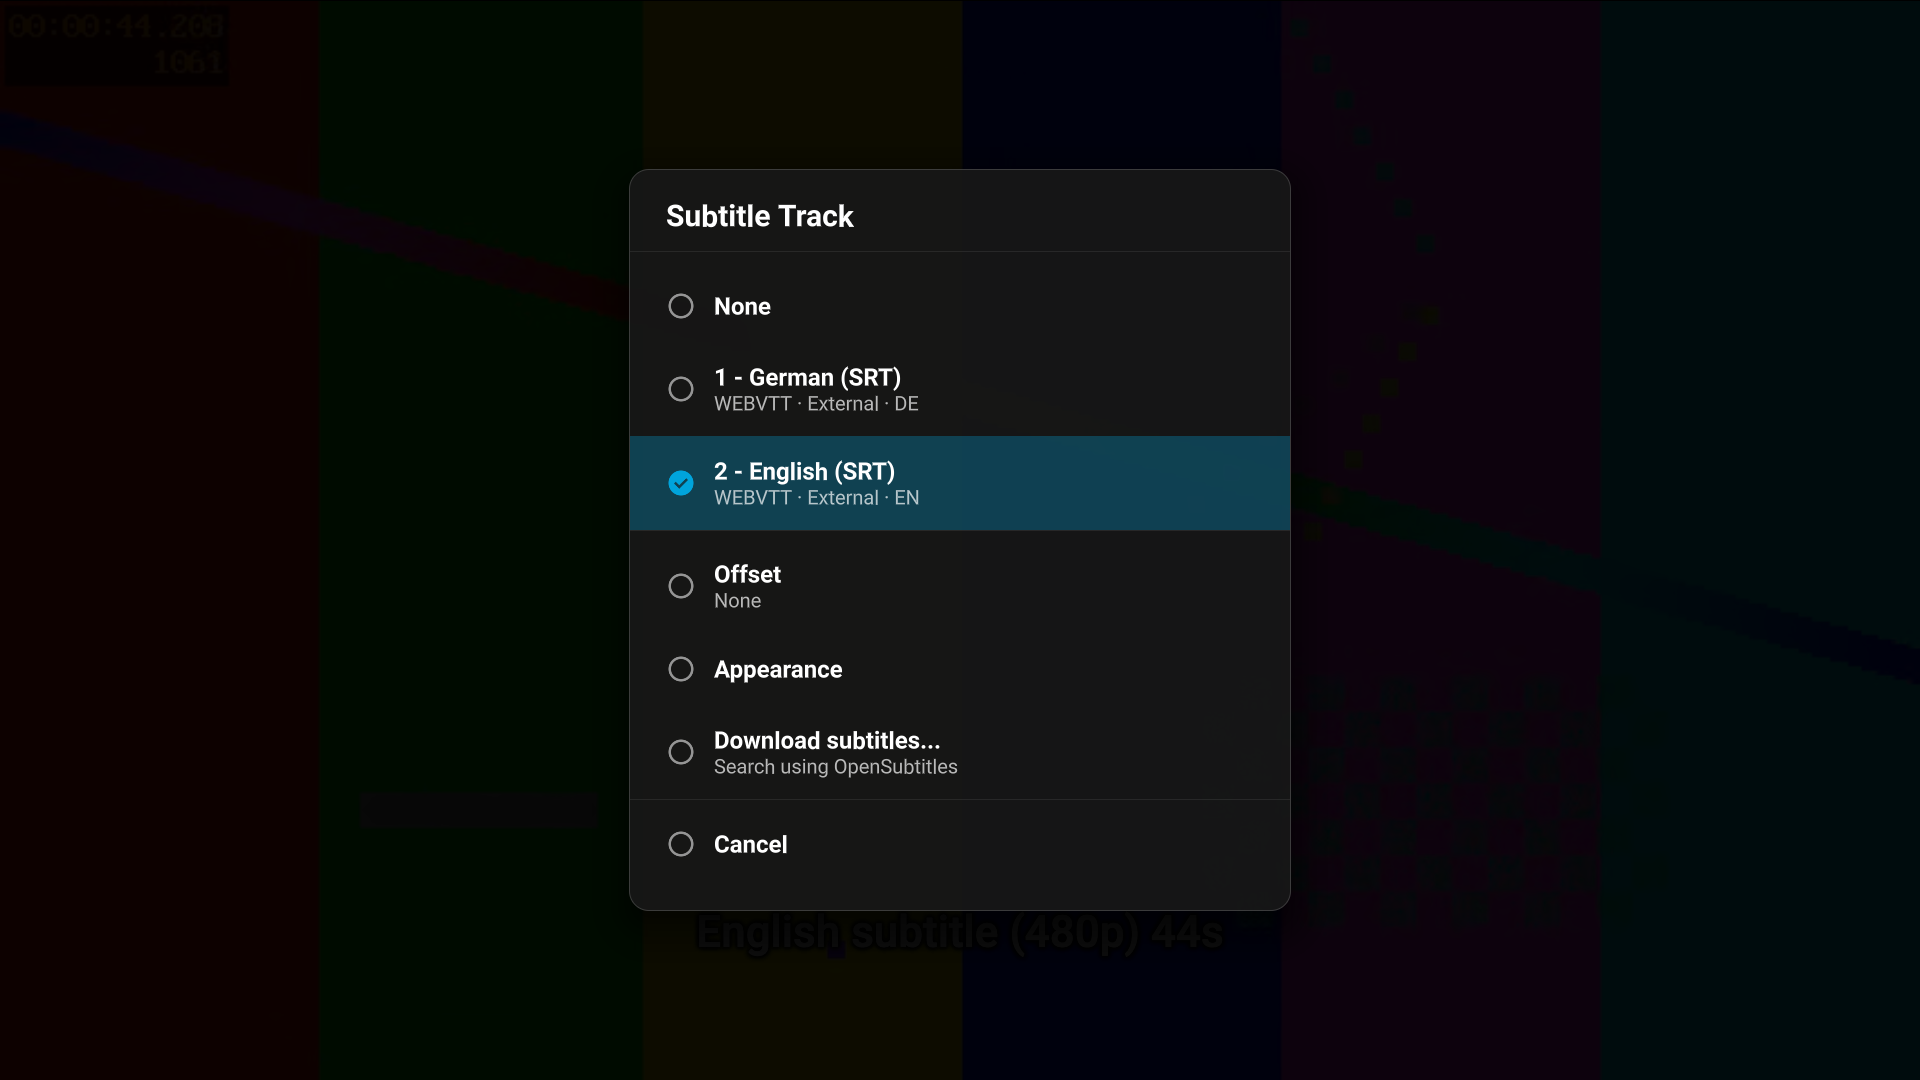 00:00:44.208
1061
Subtitle Track
None
1 - German (SRT)
WEBVTT · External · DE
2 - English (SRT)
WEBVTT · External · EN
Offset
None
Appearance
Download subtitles...
Search using OpenSubtitles
Cancel
English subtitle (480p) 44s